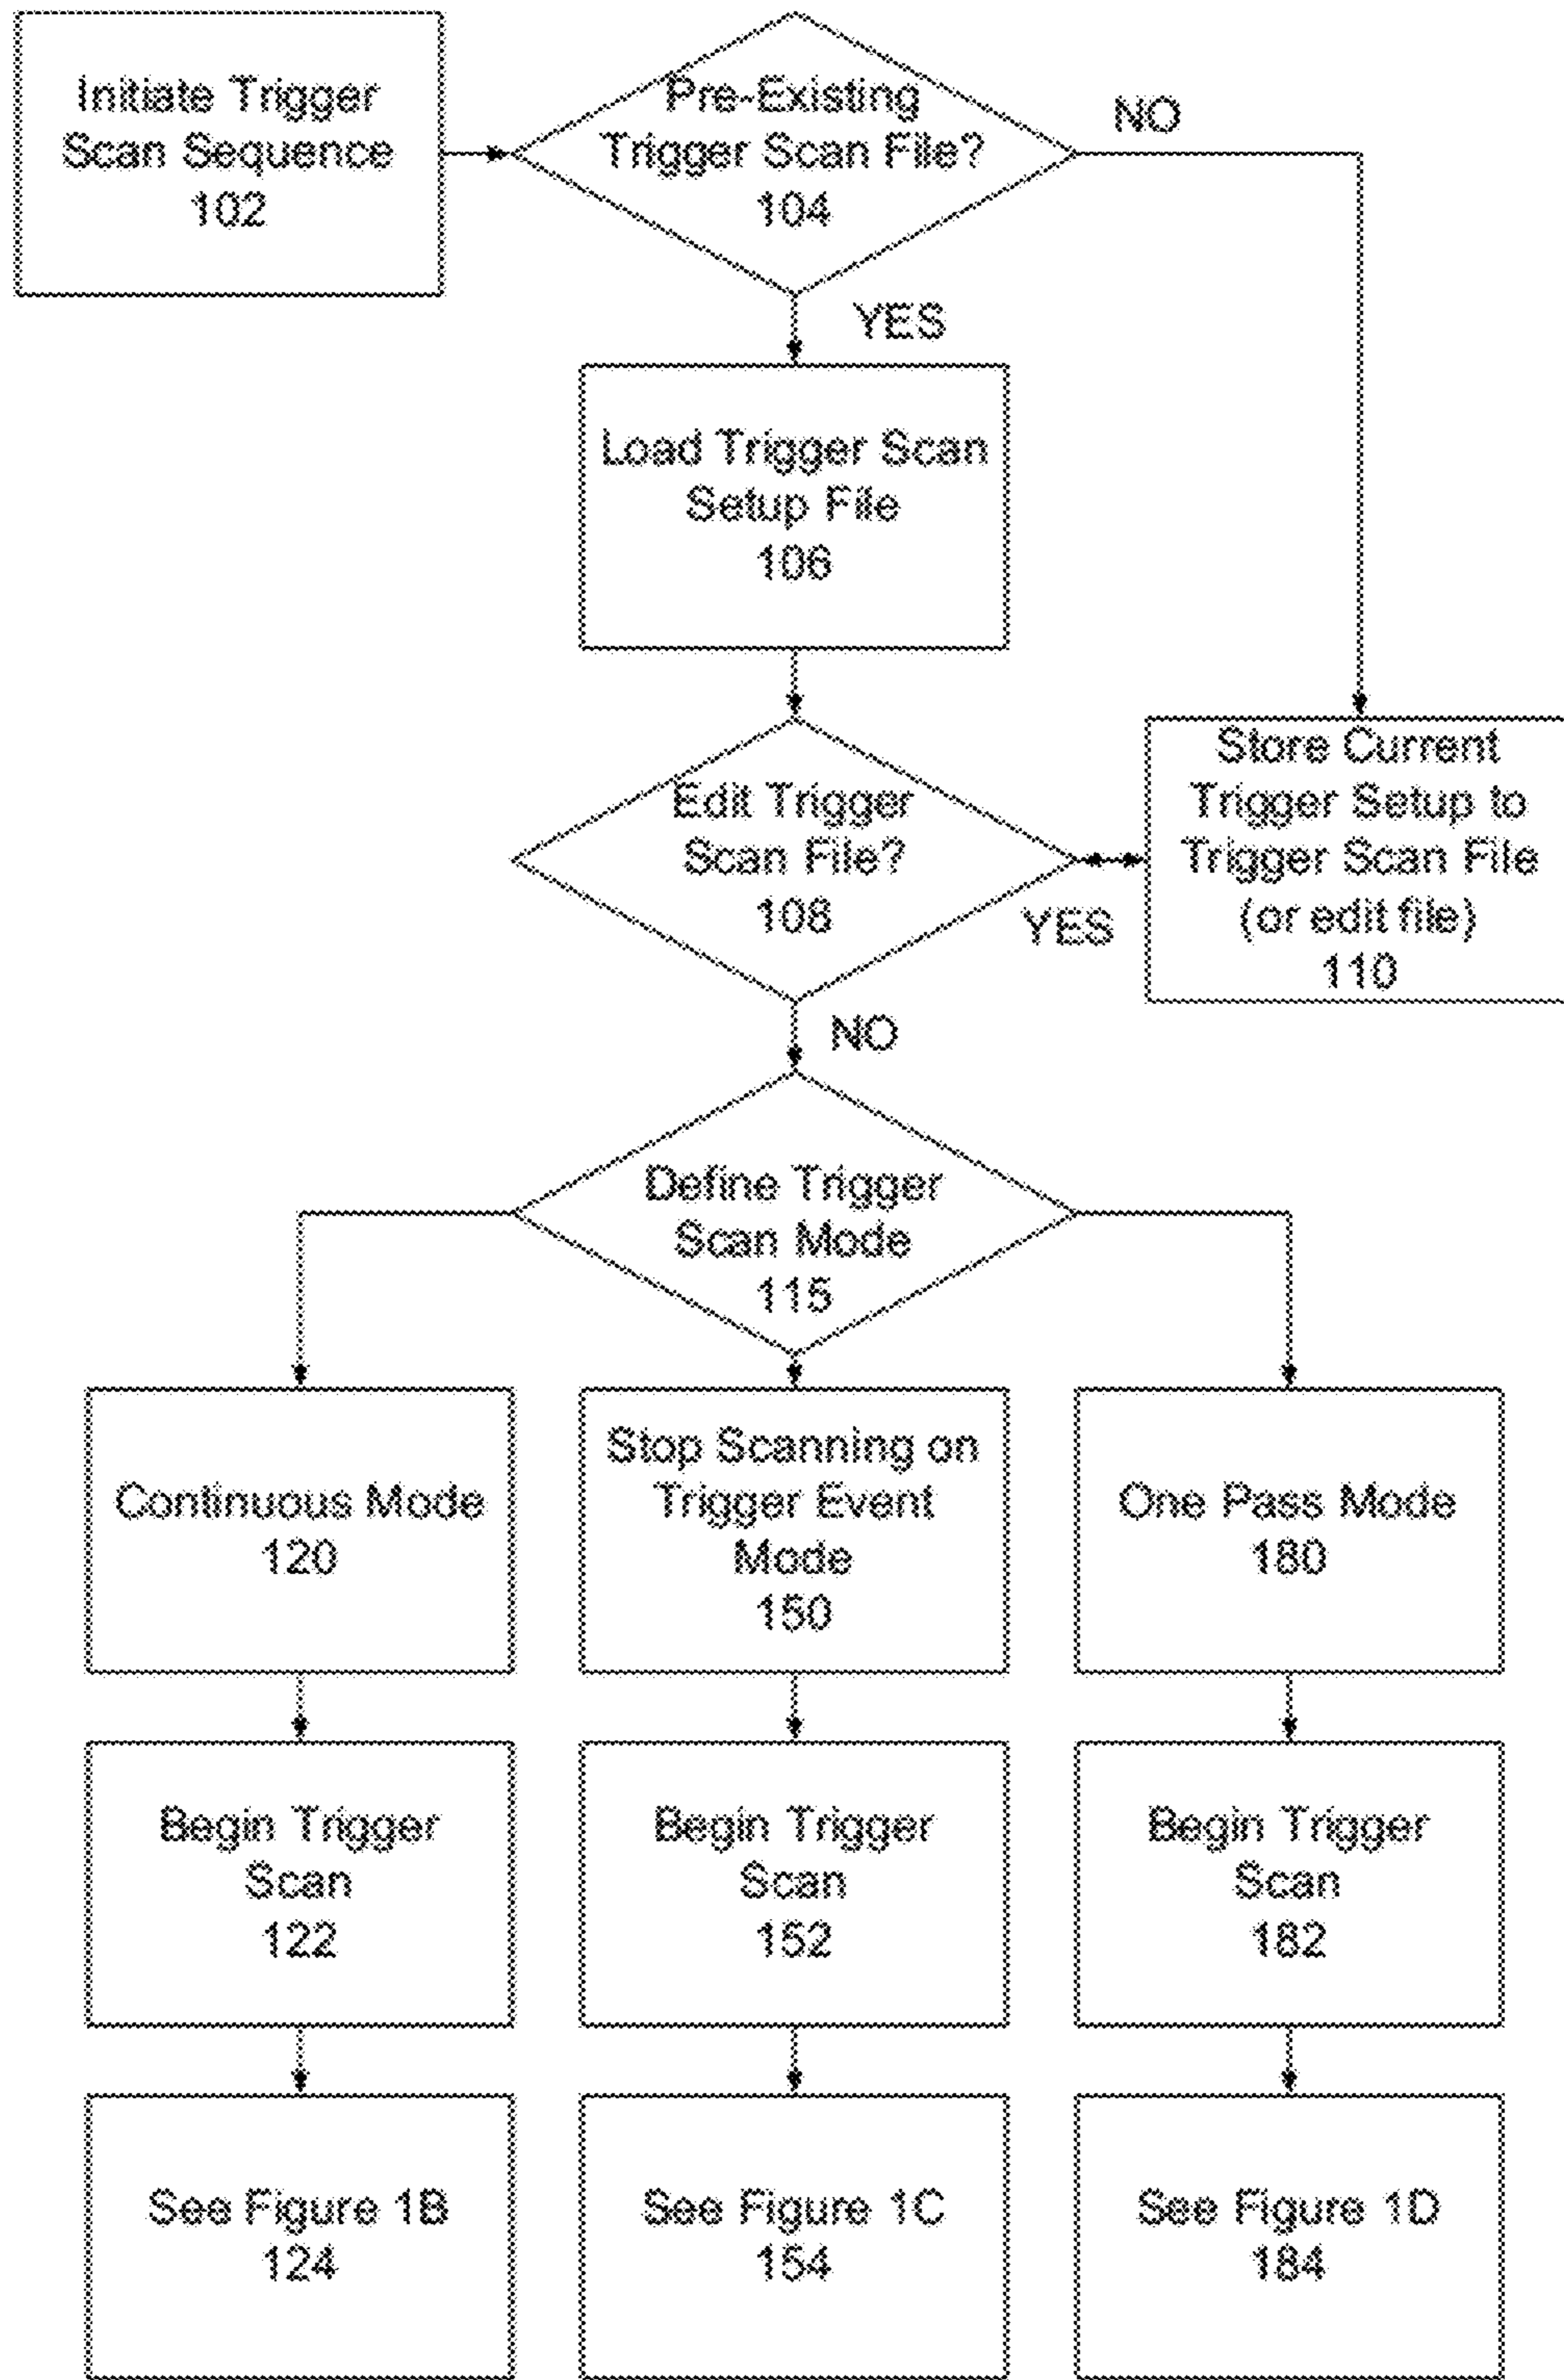 Initiate Trigger
Scan Sequence
102
Pre-Existing
Trigger Scan File?
104
NO
YES
Load Trigger Scan
Setup File
106
Edit Trigger
Scan File?
108
YES
Store Current
Trigger Setup to
Trigger Scan File
(or edit file)
110
NO
Define Trigger
Scan Mode
115
Continuous Mode
120
Stop Scanning on
Trigger Event
Mode
150
One Pass Mode
180
Begin Trigger
Scan
122
Begin Trigger
Scan
152
Begin Trigger
Scan
182
See Figure 1B
124
See Figure 1C
154
See Figure 1D
184